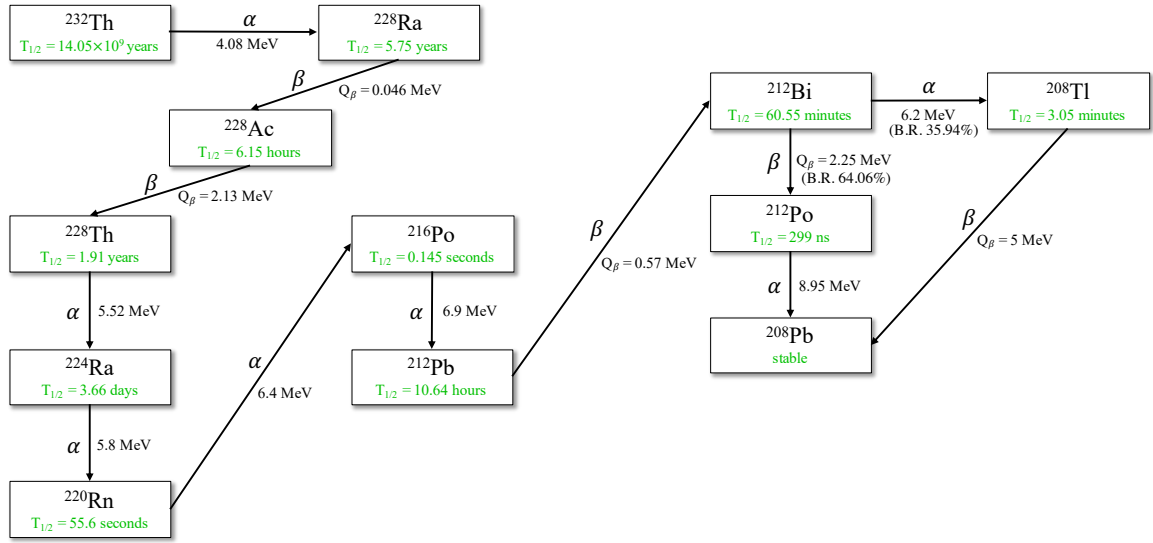 ²³²Th
T₁/₂ = 14.05×10⁹ years
α
4.08 MeV
²²⁸Ra
T₁/₂ = 5.75 years
β
Q_β = 0.046 MeV
²²⁸Ac
T₁/₂ = 6.15 hours
β
Q_β = 2.13 MeV
²²⁸Th
T₁/₂ = 1.91 years
α
5.52 MeV
²²⁴Ra
T₁/₂ = 3.66 days
α
5.8 MeV
²²⁰Rn
T₁/₂ = 55.6 seconds
α
6.4 MeV
²¹⁶Po
T₁/₂ = 0.145 seconds
α
6.9 MeV
²¹²Pb
T₁/₂ = 10.64 hours
β
Q_β = 0.57 MeV
²¹²Bi
T₁/₂ = 60.55 minutes
α
6.2 MeV
(B.R. 35.94%)
²⁰⁸Tl
T₁/₂ = 3.05 minutes
β
Q_β = 2.25 MeV
(B.R. 64.06%)
²¹²Po
T₁/₂ = 299 ns
α
8.95 MeV
β
Q_β = 5 MeV
²⁰⁸Pb
stable